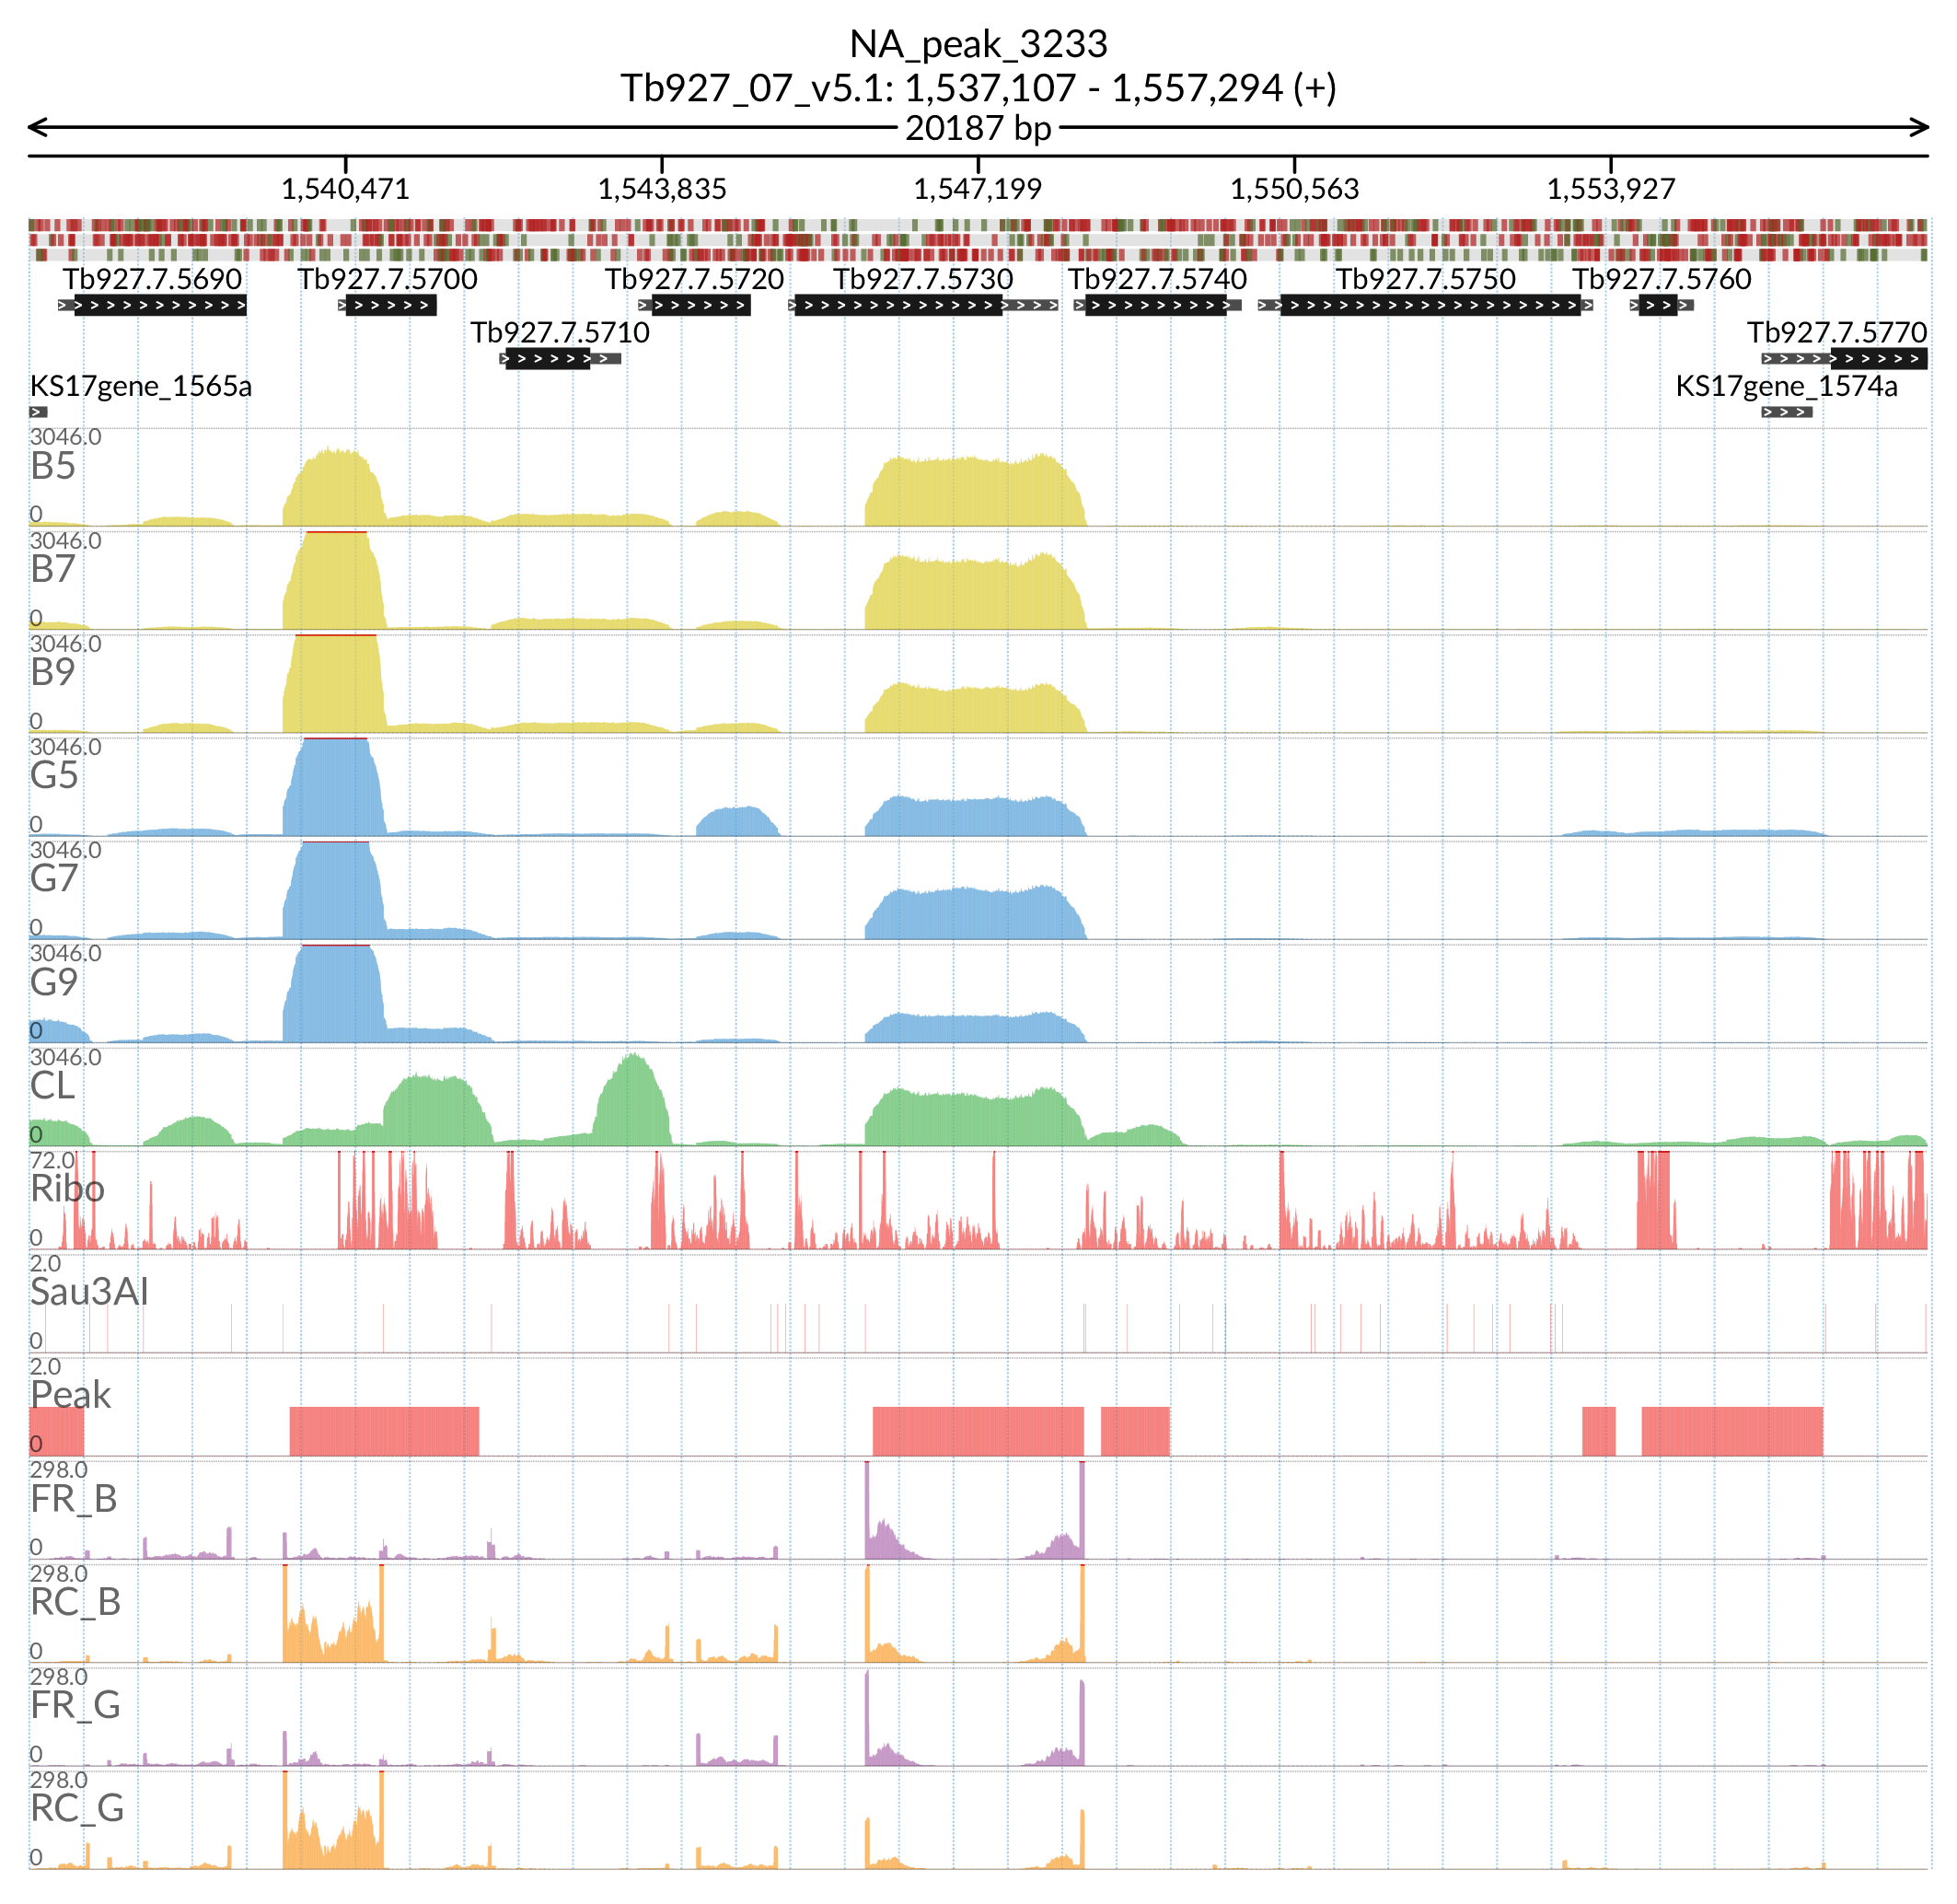 NA_peak_3233
Tb927_07_v5.1: 1,537,107 - 1,557,294 (+)
20187 bp
1,540,471 1,543,835 1,547,199 1,550,563 1,553,927
Tb927.7.5690 Tb927.7.5700 Tb927.7.5720 Tb927.7.5730 Tb927.7.5740 Tb927.7.5750 Tb927.7.5760
Tb927.7.5710 Tb927.7.5770
KS17gene_1565a KS17gene_1574a
3046.0
B5
0
3046.0
B7
0
3046.0
B9
0
3046.0
G5
0
3046.0
G7
0
3046.0
G9
0
3046.0
CL
0
72.0
Ribo
0
2.0
Sau3AI
0
2.0
Peak
0
298.0
FR_B
0
298.0
RC_B
0
298.0
FR_G
0
298.0
RC_G
0